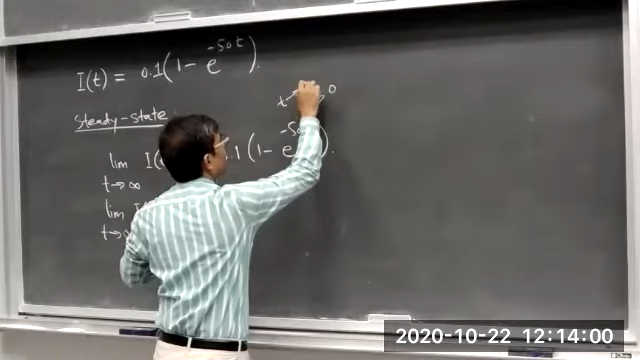 I(t) = 0.1(1 - e^-50t).
Steady-state
t 0
lim I( .1 (1 - e^-50 ).
t→∞
lim
t→∞
2020-10-22 12:14:00